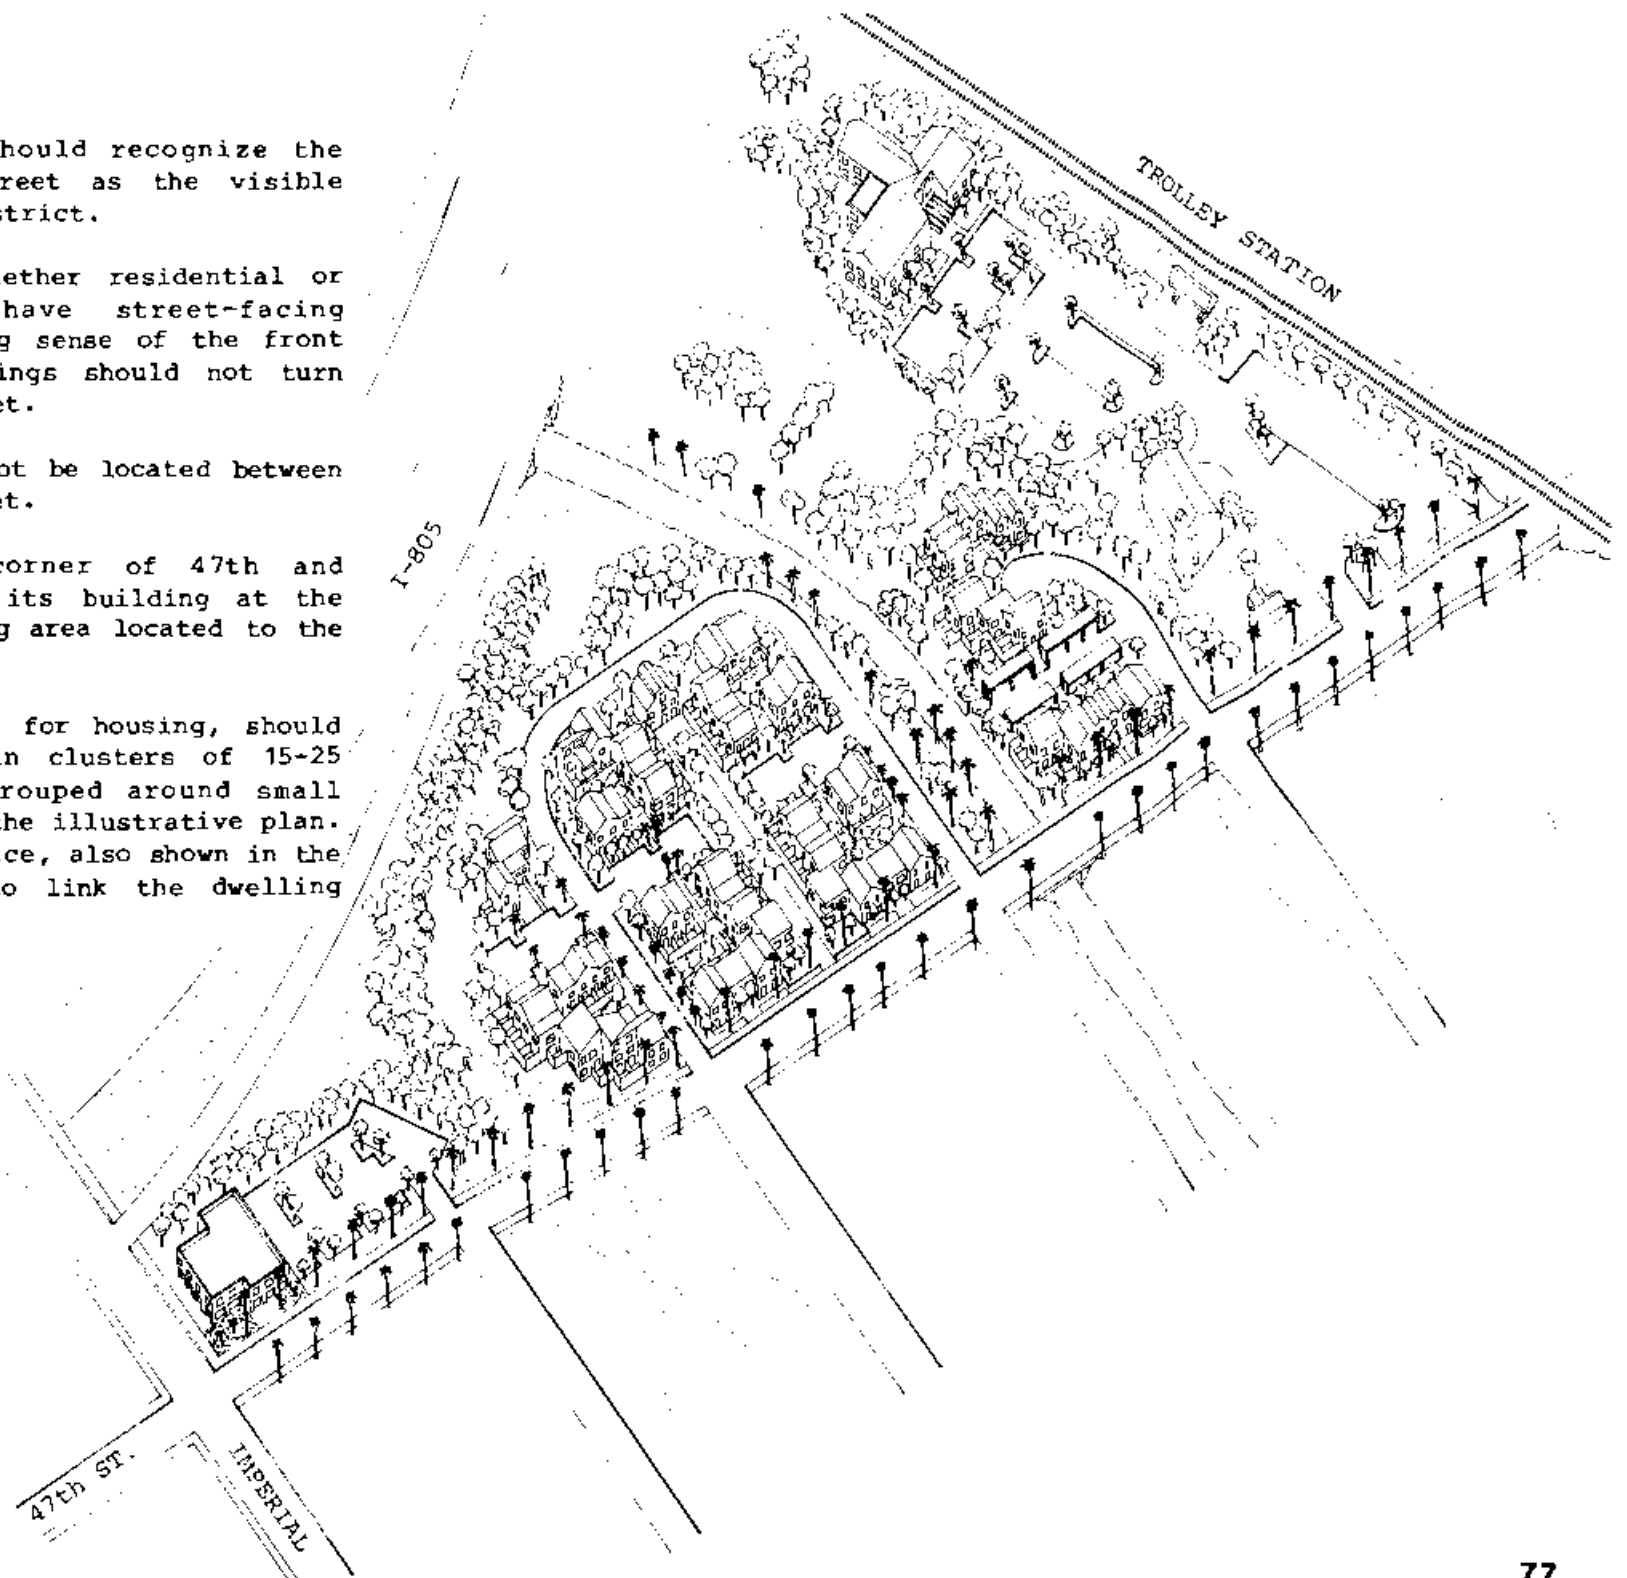 hould recognize the
reet as the visible
strict.
ether residential or
have street-facing
g sense of the front
ings should not turn
et.
ot be located between
et.
corner of 47th and
its building at the
g area located to the
for housing, should
in clusters of 15-25
rouped around small
the illustrative plan.
ce, also shown in the
o link the dwelling
TROLLEY STATION
I-805
47th ST.
IMPERIAL
77